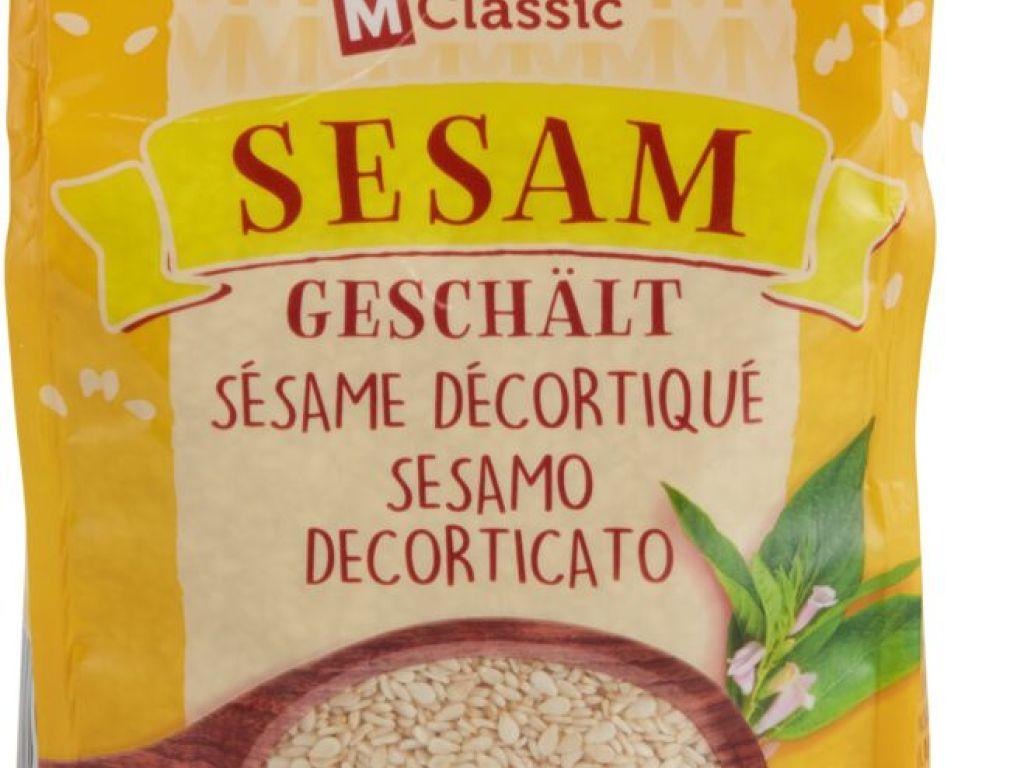 M Classic
SESAM
GESCHÄLT
SÉSAME DÉCORTIQUÉ
SESAMO
DECORTICATO